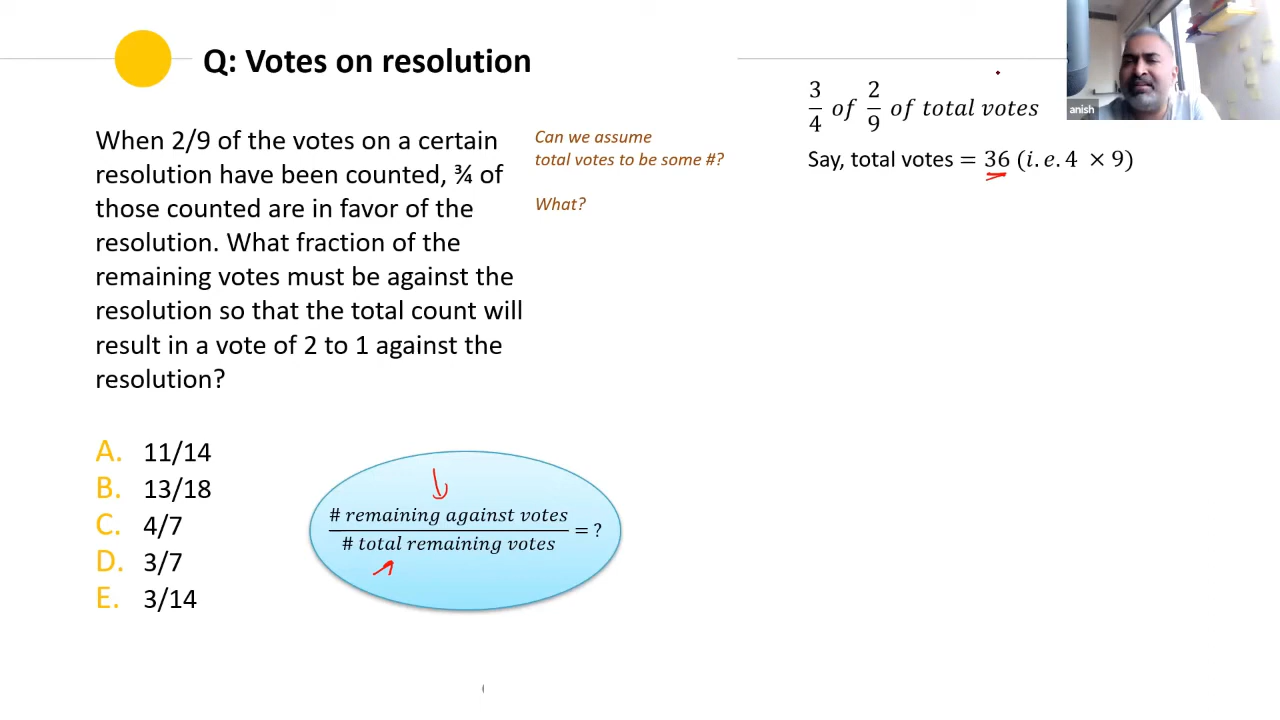 Q: Votes on resolution
When 2/9 of the votes on a certain
resolution have been counted, ¾ of
those counted are in favor of the
resolution. What fraction of the
remaining votes must be against the
resolution so that the total count will
result in a vote of 2 to 1 against the
resolution?
A. 11/14
B. 13/18
C. 4/7
D. 3/7
E. 3/14
Can we assume
total votes to be some #?
What?
# remaining against votes
# total remaining votes
= ?
3/4 of 2/9 of total votes
Say, total votes = 36 (i.e. 4 × 9)
anish